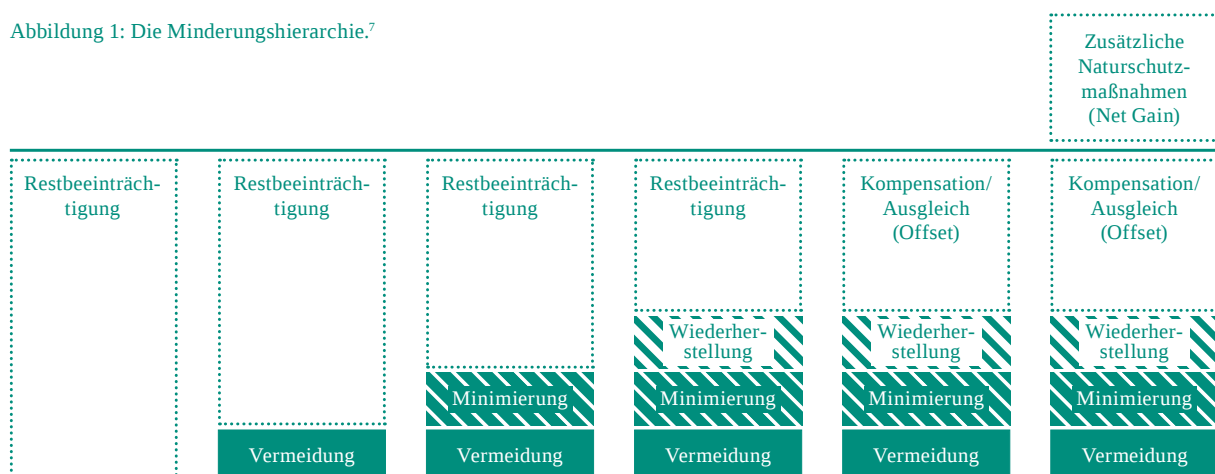 Abbildung 1: Die Minderungshierarchie.⁷
Zusätzliche
Naturschutz-
maßnahmen
(Net Gain)
Restbeeinträch-
tigung
Vermeidung
Restbeeinträch-
tigung
Minimierung
Vermeidung
Restbeeinträch-
tigung
Wiederher-
stellung
Minimierung
Vermeidung
Restbeeinträch-
tigung
Kompensation/
Ausgleich
(Offset)
Wiederher-
stellung
Minimierung
Vermeidung
Kompensation/
Ausgleich
(Offset)
Wiederher-
stellung
Minimierung
Vermeidung